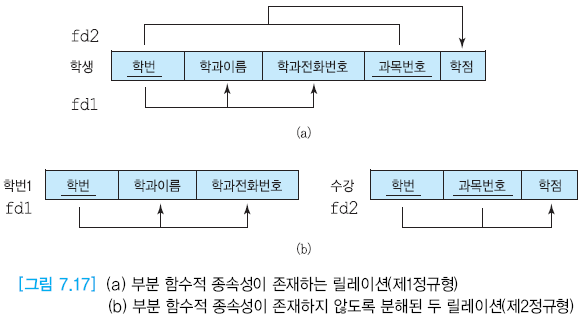 fd2
학생 학번 학과이름 학과전화번호 과목번호 학점
fd1
(a)
학번1 학번 학과이름 학과전화번호 수강 학번 과목번호 학점
fd1 fd2
(b)
[그림 7.17] (a) 부분 함수적 종속성이 존재하는 릴레이션(제1정규형)
(b) 부분 함수적 종속성이 존재하지 않도록 분해된 두 릴레이션(제2정규형)